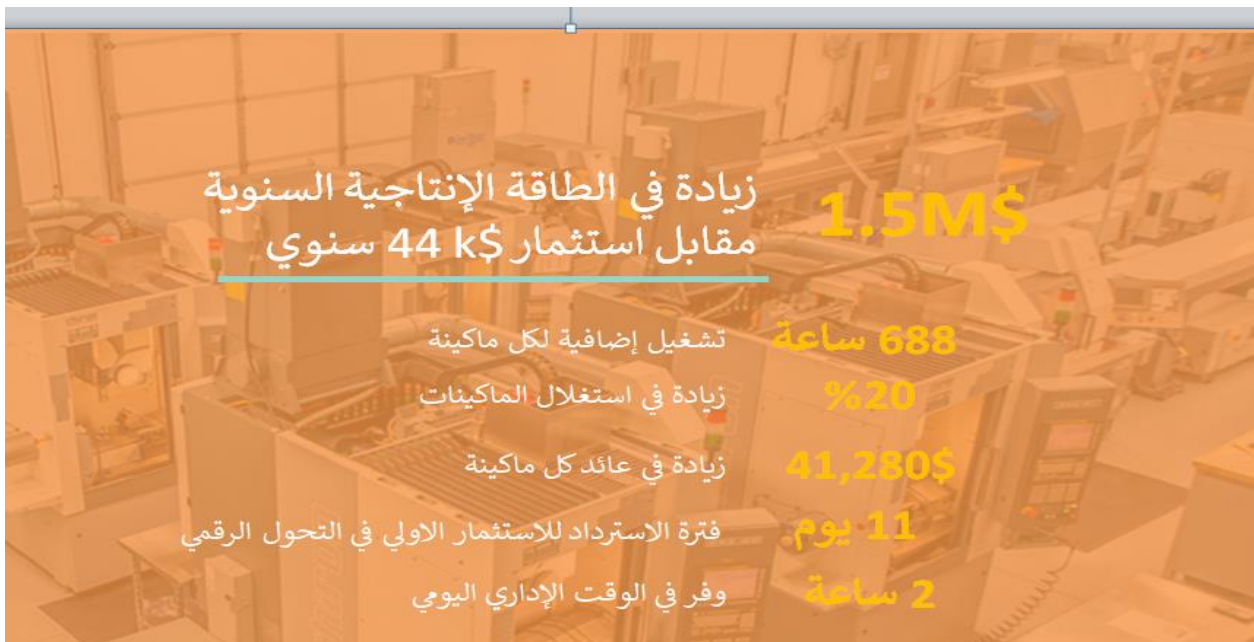 1.5M$
زيادة في الطاقة الإنتاجية السنوية
مقابل استثمار $44 k سنوي
688 ساعة تشغيل إضافية لكل ماكينة
%20 زيادة في استغلال الماكينات
41,280$ زيادة في عائد كل ماكينة
11 يوم فترة الاسترداد للاستثمار الاولي في التحول الرقمي
2 ساعة وفر في الوقت الإداري اليومي